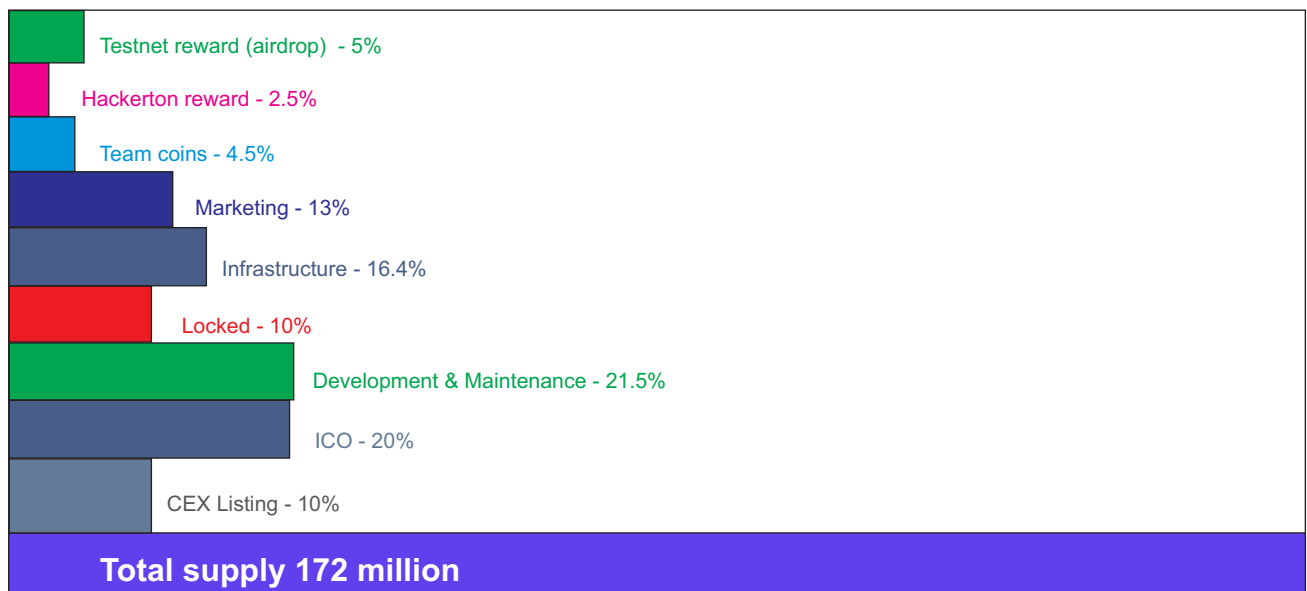 Testnet reward (airdrop)  - 5%
Hackerton reward - 2.5%
Team coins - 4.5%
Marketing - 13%
Infrastructure - 16.4%
Locked - 10%
Development & Maintenance - 21.5%
ICO - 20%
CEX Listing - 10%
Total supply 172 million